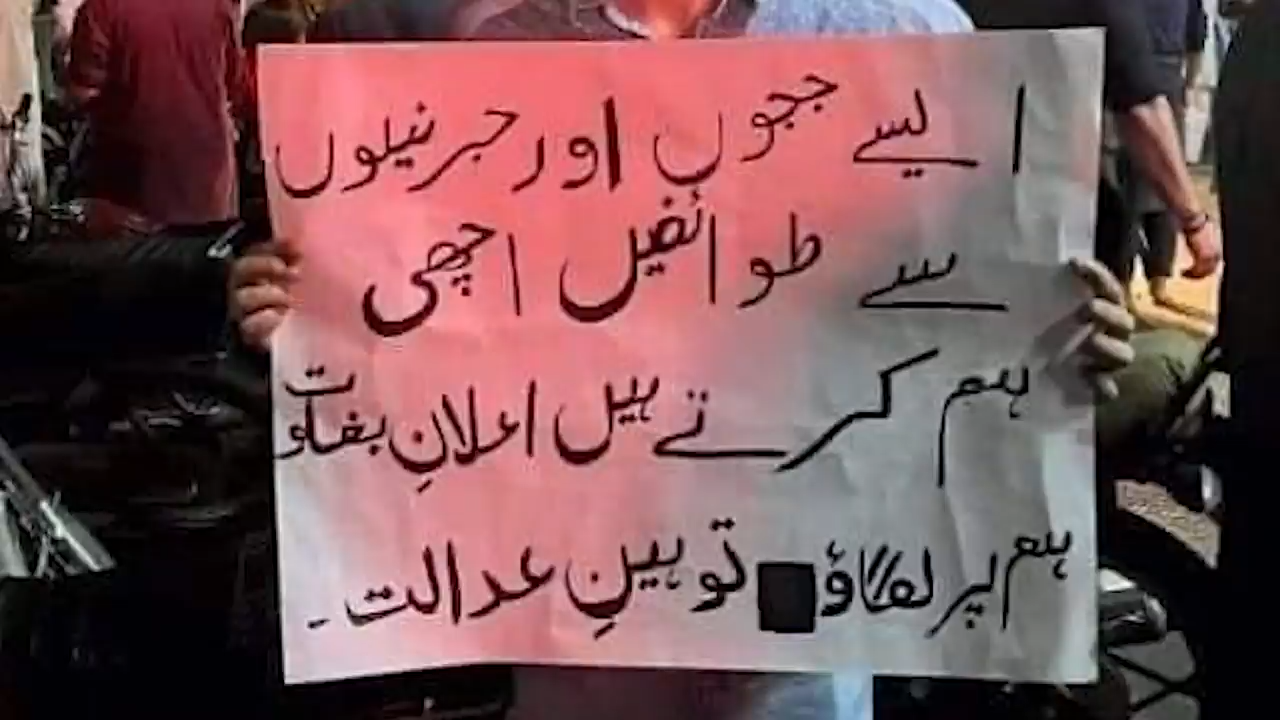 ایسے ججوں اور جرنیلوں
سے طوائفیں اچھی
ہم کرتے ہیں اعلانِ بغاوت
ہم پر لگاؤ توہینِ عدالت۔